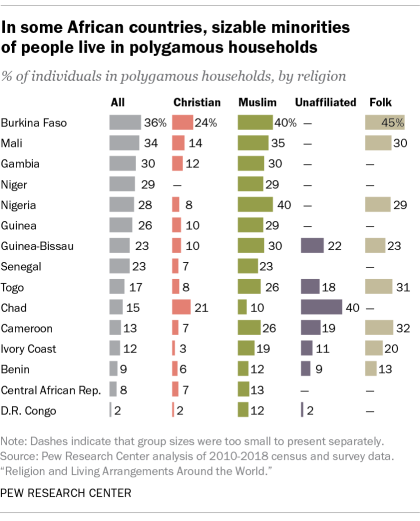 In some African countries, sizable minorities
of people live in polygamous households
% of individuals in polygamous households, by religion
All Christian Muslim Unaffiliated Folk
Burkina Faso 36% 24% 40% — 45%
Mali 34 14 35 — 30
Gambia 30 12 30 — —
Niger 29 — 29 — —
Nigeria 28 8 40 — 29
Guinea 26 10 29 — —
Guinea-Bissau 23 10 30 22 23
Senegal 23 7 23 —
Togo 17 8 26 18 31
Chad 15 21 10 40 —
Cameroon 13 7 26 19 32
Ivory Coast 12 3 19 11 20
Benin 9 6 12 9 13
Central African Rep. 8 7 13 — —
D.R. Congo 2 2 12 2 —
Note: Dashes indicate that group sizes were too small to present separately.
Source: Pew Research Center analysis of 2010-2018 census and survey data.
“Religion and Living Arrangements Around the World.”
PEW RESEARCH CENTER